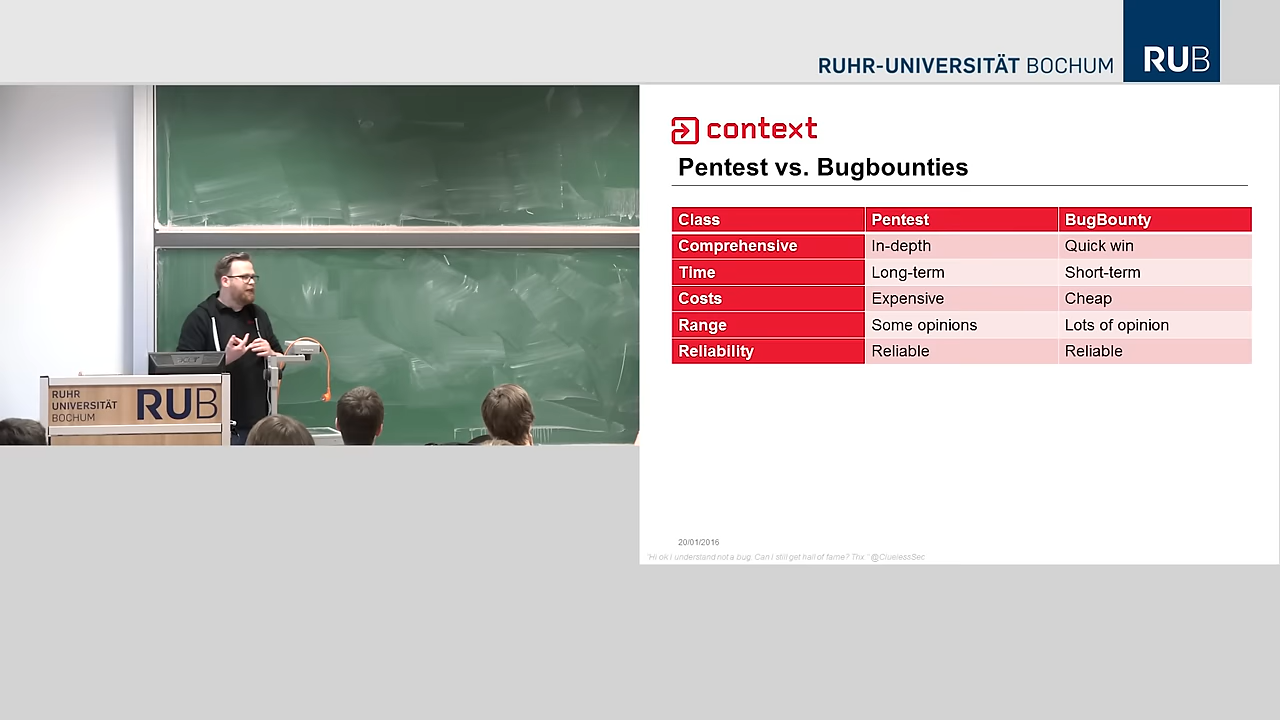 RUHR-UNIVERSITÄT BOCHUM RUB
context
Pentest vs. Bugbounties
Class Pentest BugBounty
Comprehensive In-depth Quick win
Time Long-term Short-term
Costs Expensive Cheap
Range Some opinions Lots of opinion
Reliability Reliable Reliable
20/01/2016
"Hi ok I understand not a bug. Can I still get hall of fame? Thx." @CluelessSec
RUHR
UNIVERSITÄT
BOCHUM
RUB